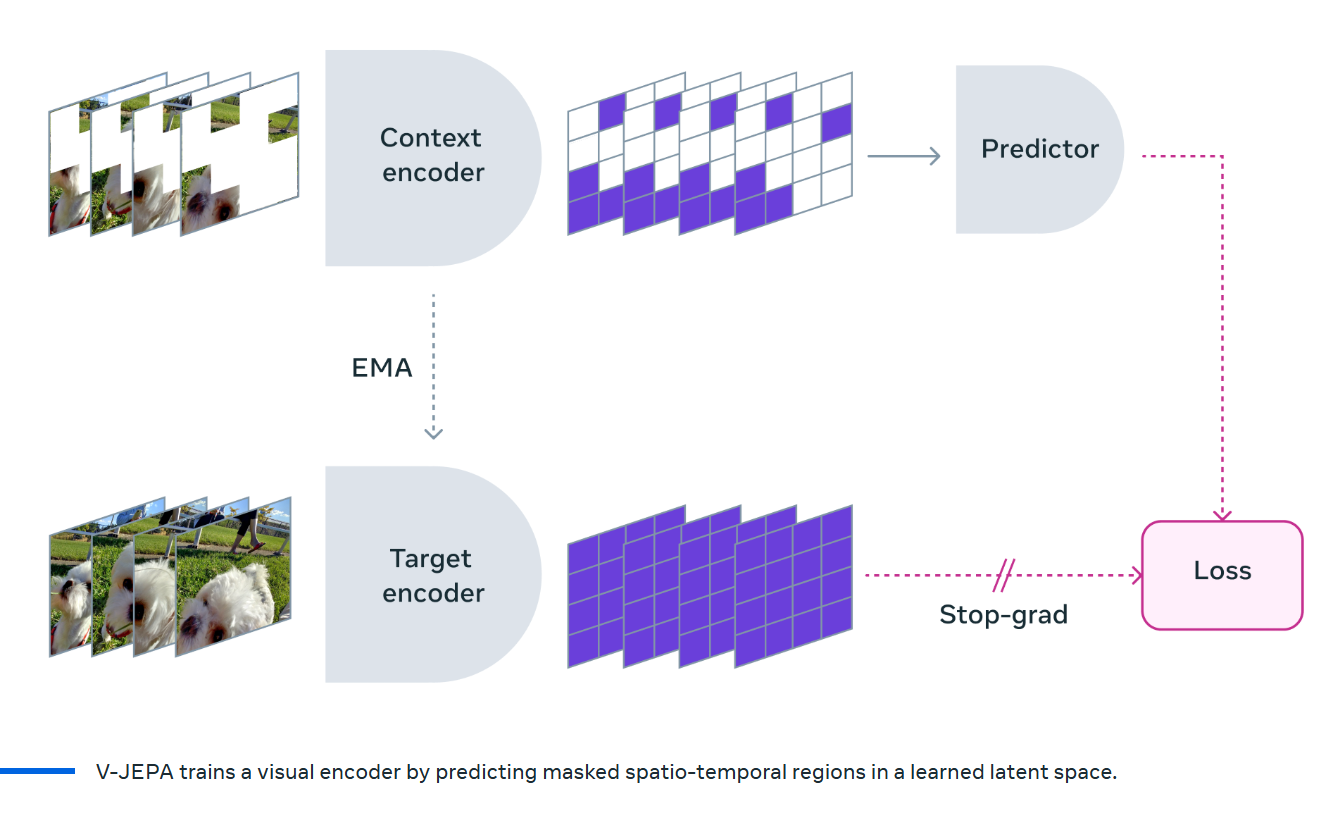 Context
encoder
Predictor
EMA
Target
encoder
Stop-grad
Loss
V-JEPA trains a visual encoder by predicting masked spatio-temporal regions in a learned latent space.